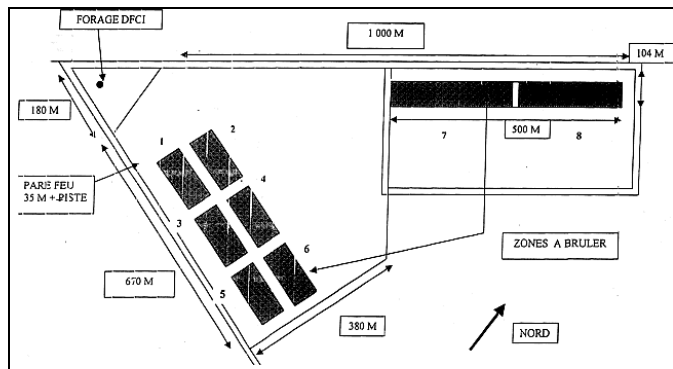 FORAGE DFCI
1 000 M
104 M
180 M
1
2
7
500 M
8
PARE FEU
35 M +PISTE
4
3
6
ZONES A BRULER
5
670 M
380 M
NORD